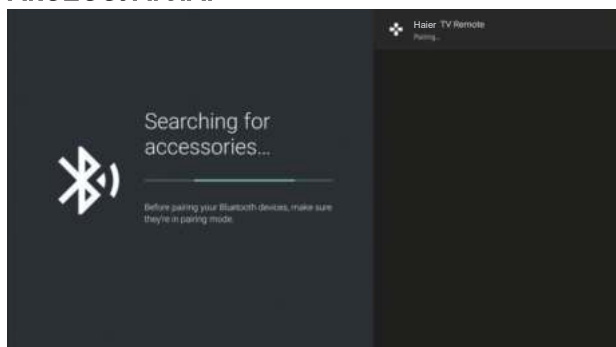 Searching for
accessories...
Before pairing your Bluetooth devices, make sure
they're in pairing mode.
Haier TV Remote
Pairing...